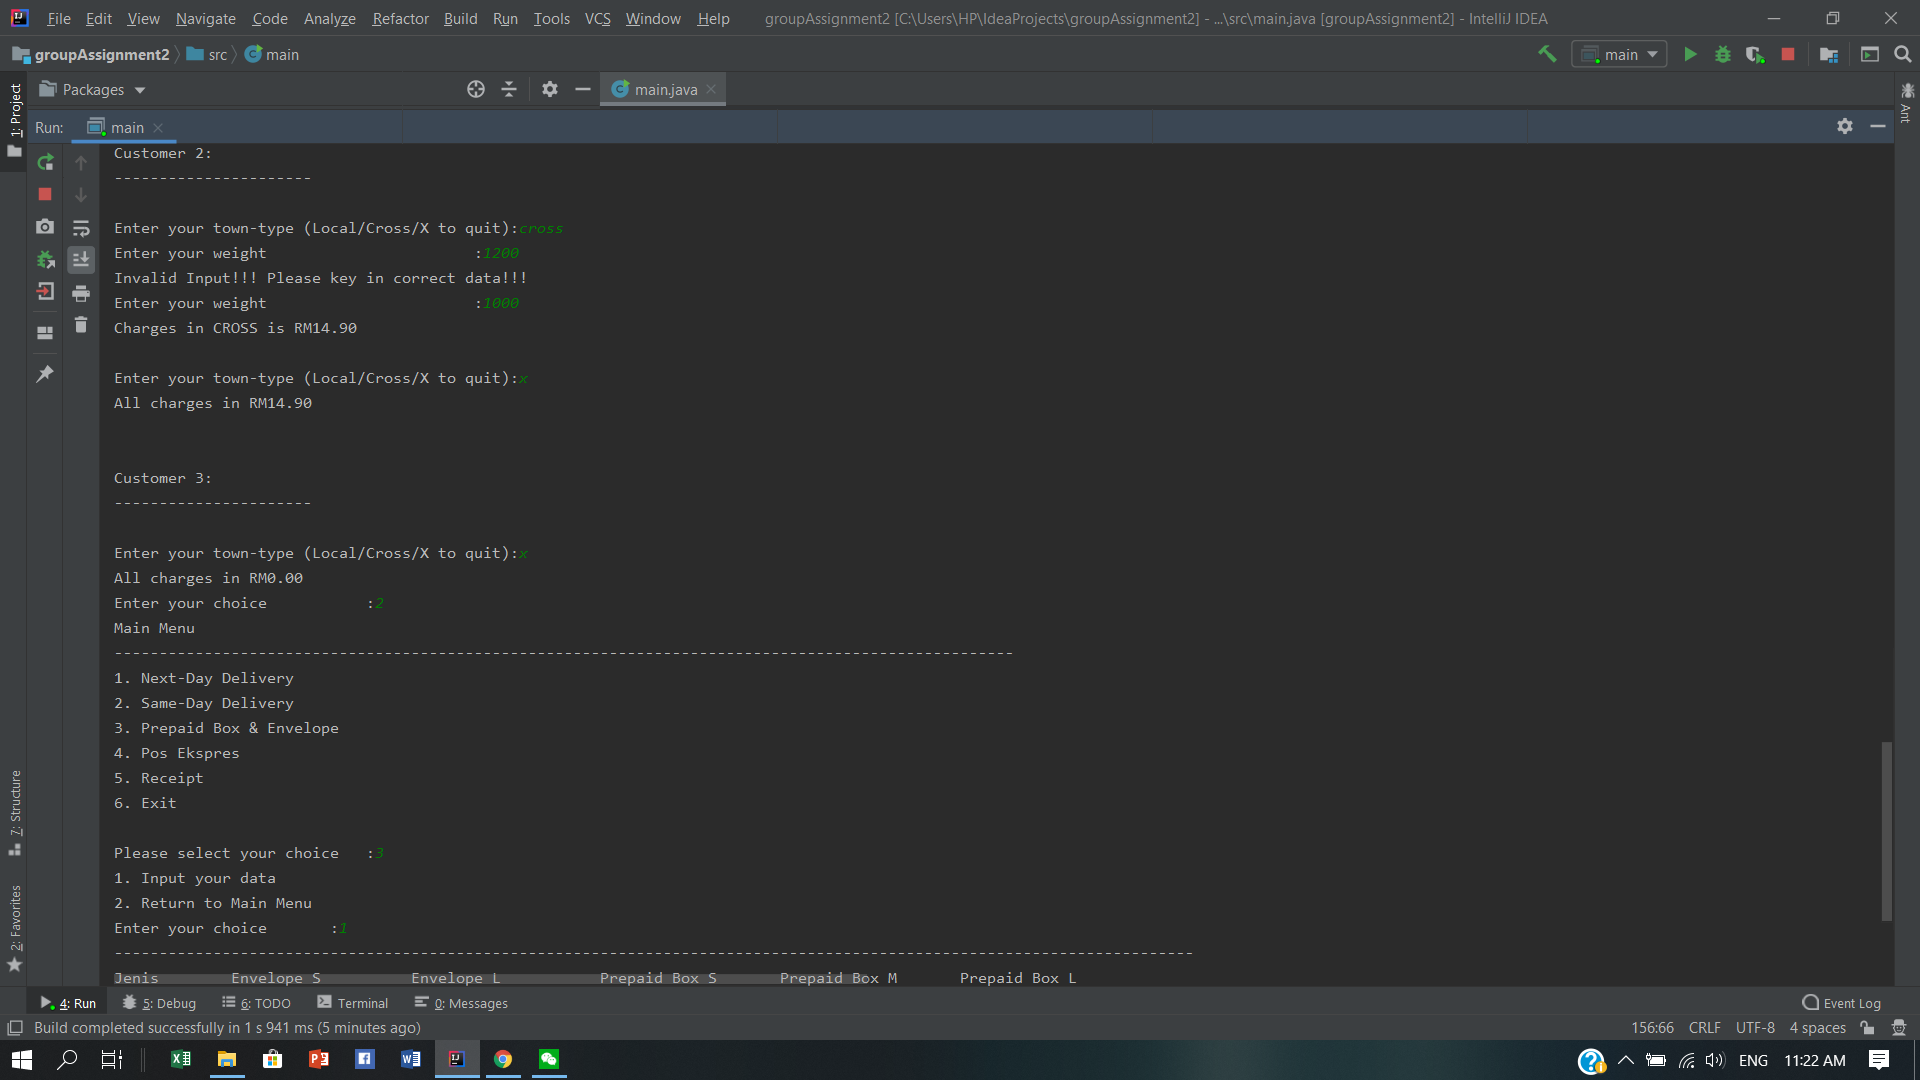 File Edit View Navigate Code Analyze Refactor Build Run Tools VCS Window Help groupAssignment2 [C:\Users\HP\IdeaProjects\groupAssignment2] - ...\src\main.java [groupAssignment2] - IntelliJ IDEA
groupAssignment2 src main main
Packages main.java
1: Project
Ant
Run: main
Customer 2:
----------------------
Enter your town-type (Local/Cross/X to quit):cross
Enter your weight :1200
Invalid Input!!! Please key in correct data!!!
Enter your weight :1000
Charges in CROSS is RM14.90
Enter your town-type (Local/Cross/X to quit):x
All charges in RM14.90
Customer 3:
----------------------
Enter your town-type (Local/Cross/X to quit):x
All charges in RM0.00
Enter your choice :2
Main Menu
----------------------------------------------------------------------------------------------------
1. Next-Day Delivery
2. Same-Day Delivery
3. Prepaid Box & Envelope
4. Pos Ekspres
5. Receipt
6. Exit
Please select your choice :3
1. Input your data
2. Return to Main Menu
Enter your choice :1
------------------------------------------------------------------------------------------------------------------------
Jenis Envelope S Envelope L Prepaid Box S Prepaid Box M Prepaid Box L
7: Structure
2: Favorites
4: Run 5: Debug 6: TODO Terminal 0: Messages Event Log
Build completed successfully in 1 s 941 ms (5 minutes ago) 156:66 CRLF UTF-8 4 spaces
ENG 11:22 AM